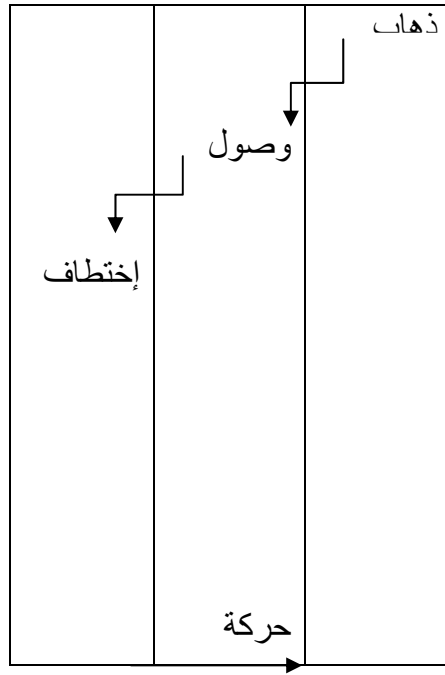 ذهاب
وصول
إختطاف
حركة